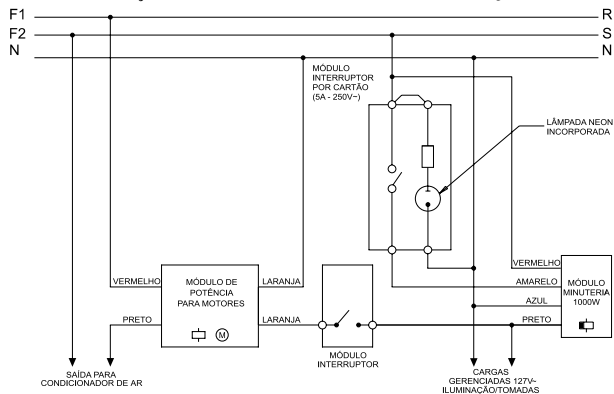 F1
R
F2
S
N
N
MÓDULO
INTERRUPTOR
POR CARTÃO
(5A - 250V~)
LÂMPADA NEON
INCORPORADA
VERMELHO
MÓDULO DE
POTÊNCIA
PARA MOTORES
M
LARANJA
VERMELHO
AMARELO
AZUL
PRETO
MÓDULO
MINUTERIA
1000W
PRETO
LARANJA
MÓDULO
INTERRUPTOR
SAÍDA PARA
CONDICIONADOR DE AR
CARGAS
GERENCIADAS 127V~
ILUMINAÇÃO/TOMADAS